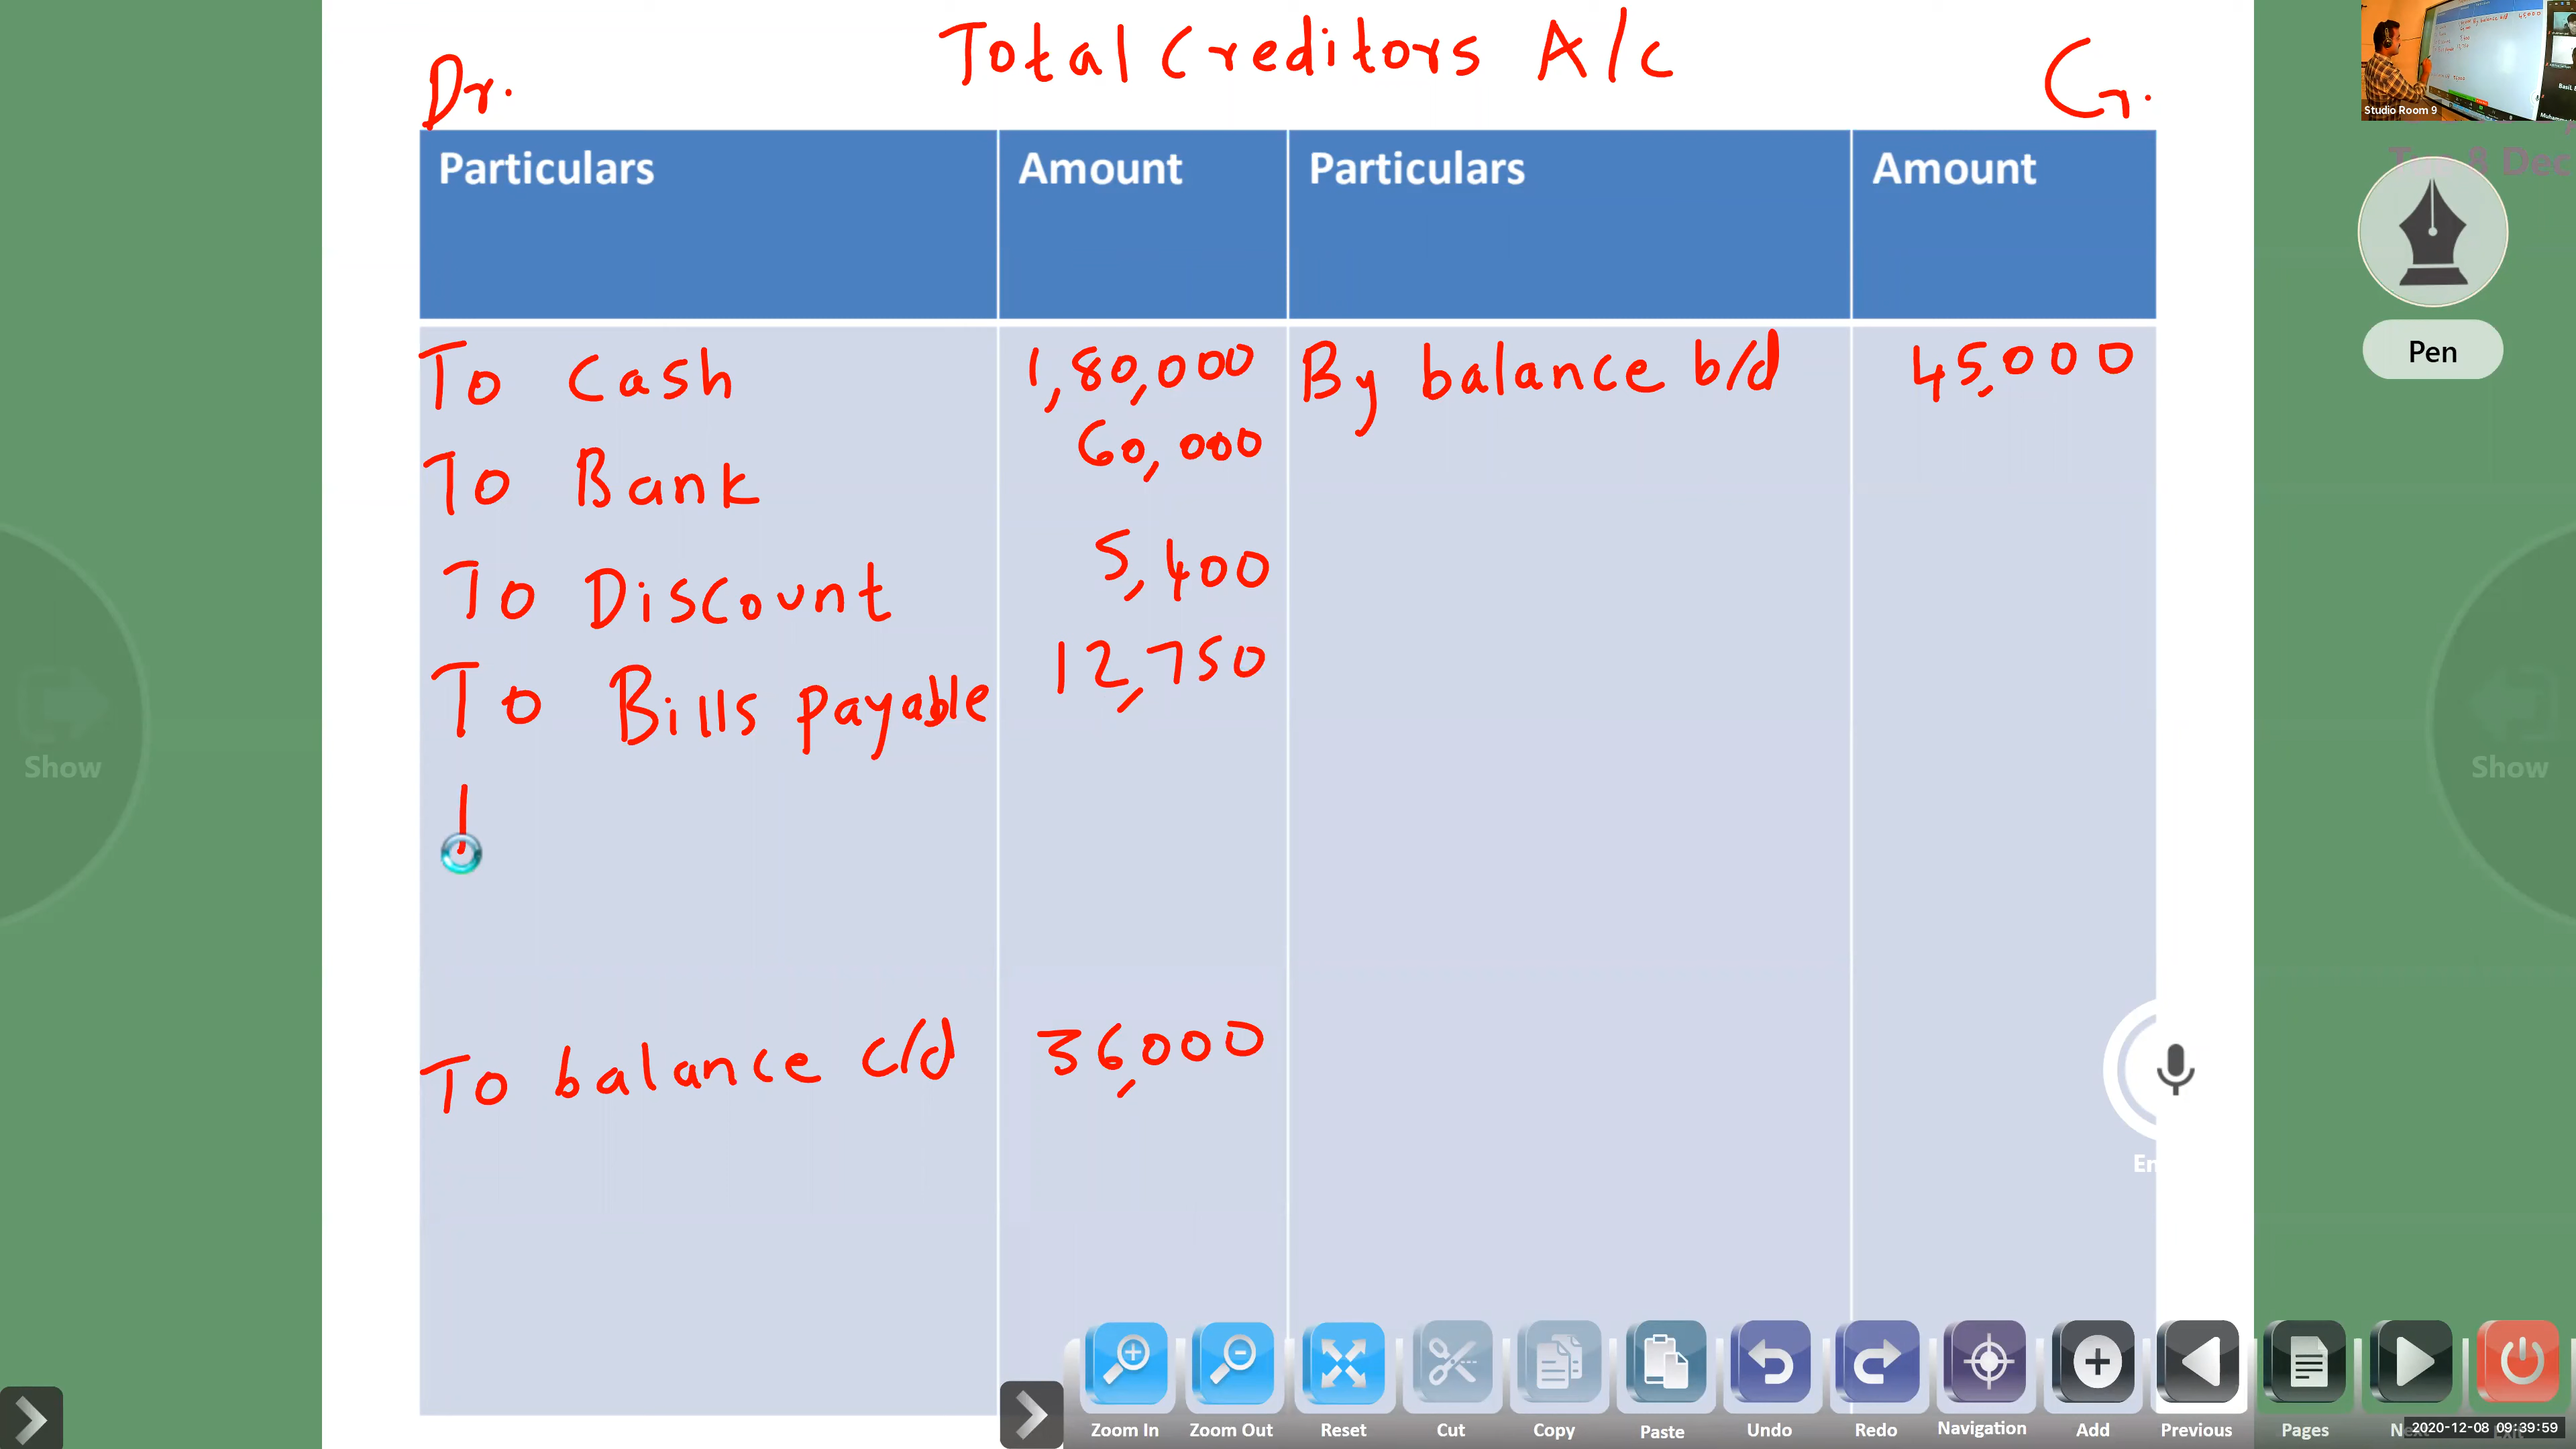 Total Creditors A/c
Dr.
Cr.
Particulars Amount Particulars Amount
To Cash 1,80,000 By balance b/d 45,000
To Bank 60,000
To Discount 5,400
To Bills payable 12,750
To balance c/d 36,000
Studio Room 9
Dec
Pen
Show
Show
Zoom In Zoom Out Reset Cut Copy Paste Undo Redo Navigation Add Previous Pages
2020-12-08 09:39:59